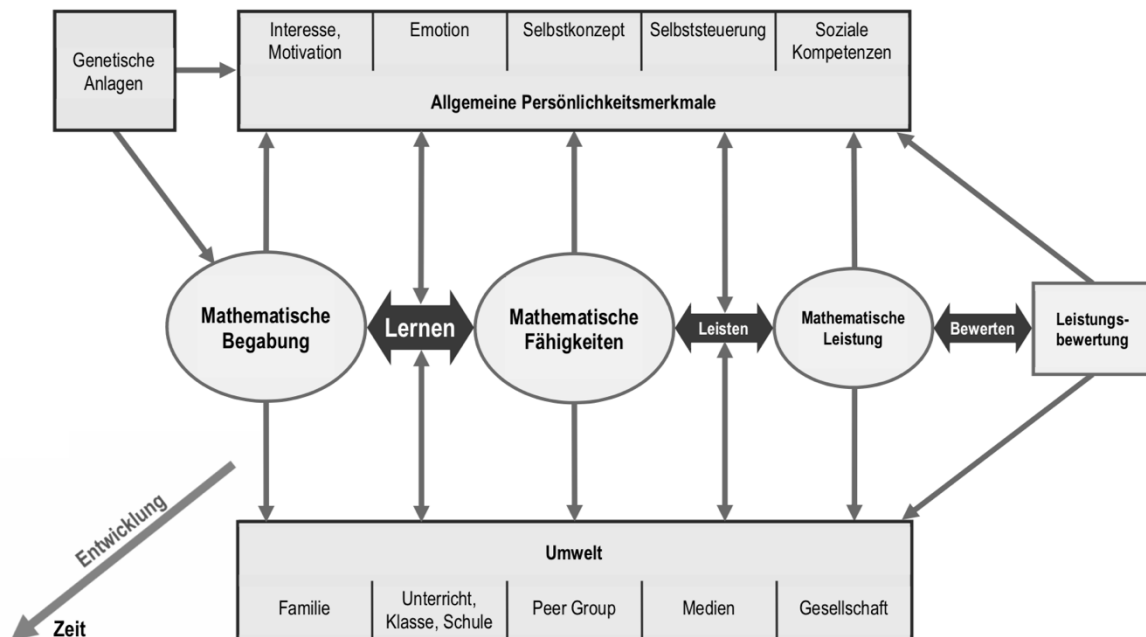 Genetische
Anlagen
Interesse,
Motivation
Emotion
Selbstkonzept
Selbststeuerung
Soziale
Kompetenzen
Allgemeine Persönlichkeitsmerkmale
Mathematische
Begabung
Lernen
Mathematische
Fähigkeiten
Leisten
Mathematische
Leistung
Bewerten
Leistungs-
bewertung
Entwicklung
Zeit
Umwelt
Familie
Unterricht,
Klasse, Schule
Peer Group
Medien
Gesellschaft